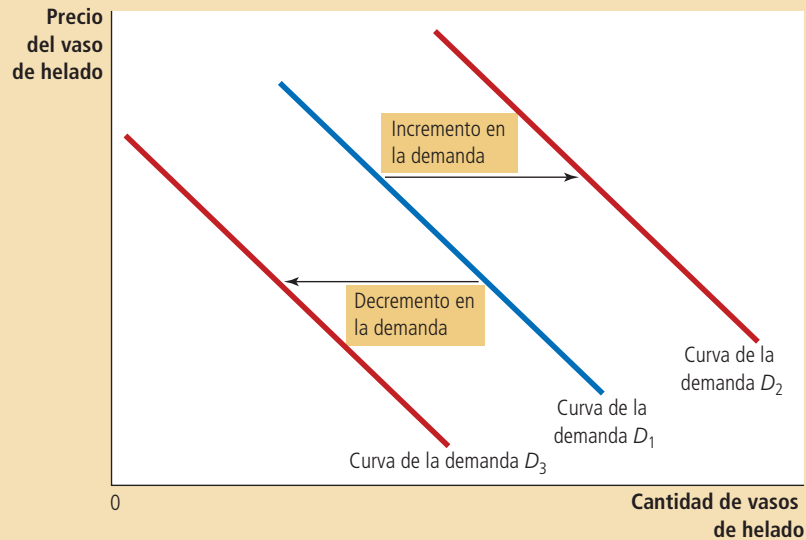 Precio
del vaso
de helado
Incremento en
la demanda
Decremento en
la demanda
Curva de la
demanda D₂
Curva de la
demanda D₁
Curva de la demanda D₃
0
Cantidad de vasos
de helado